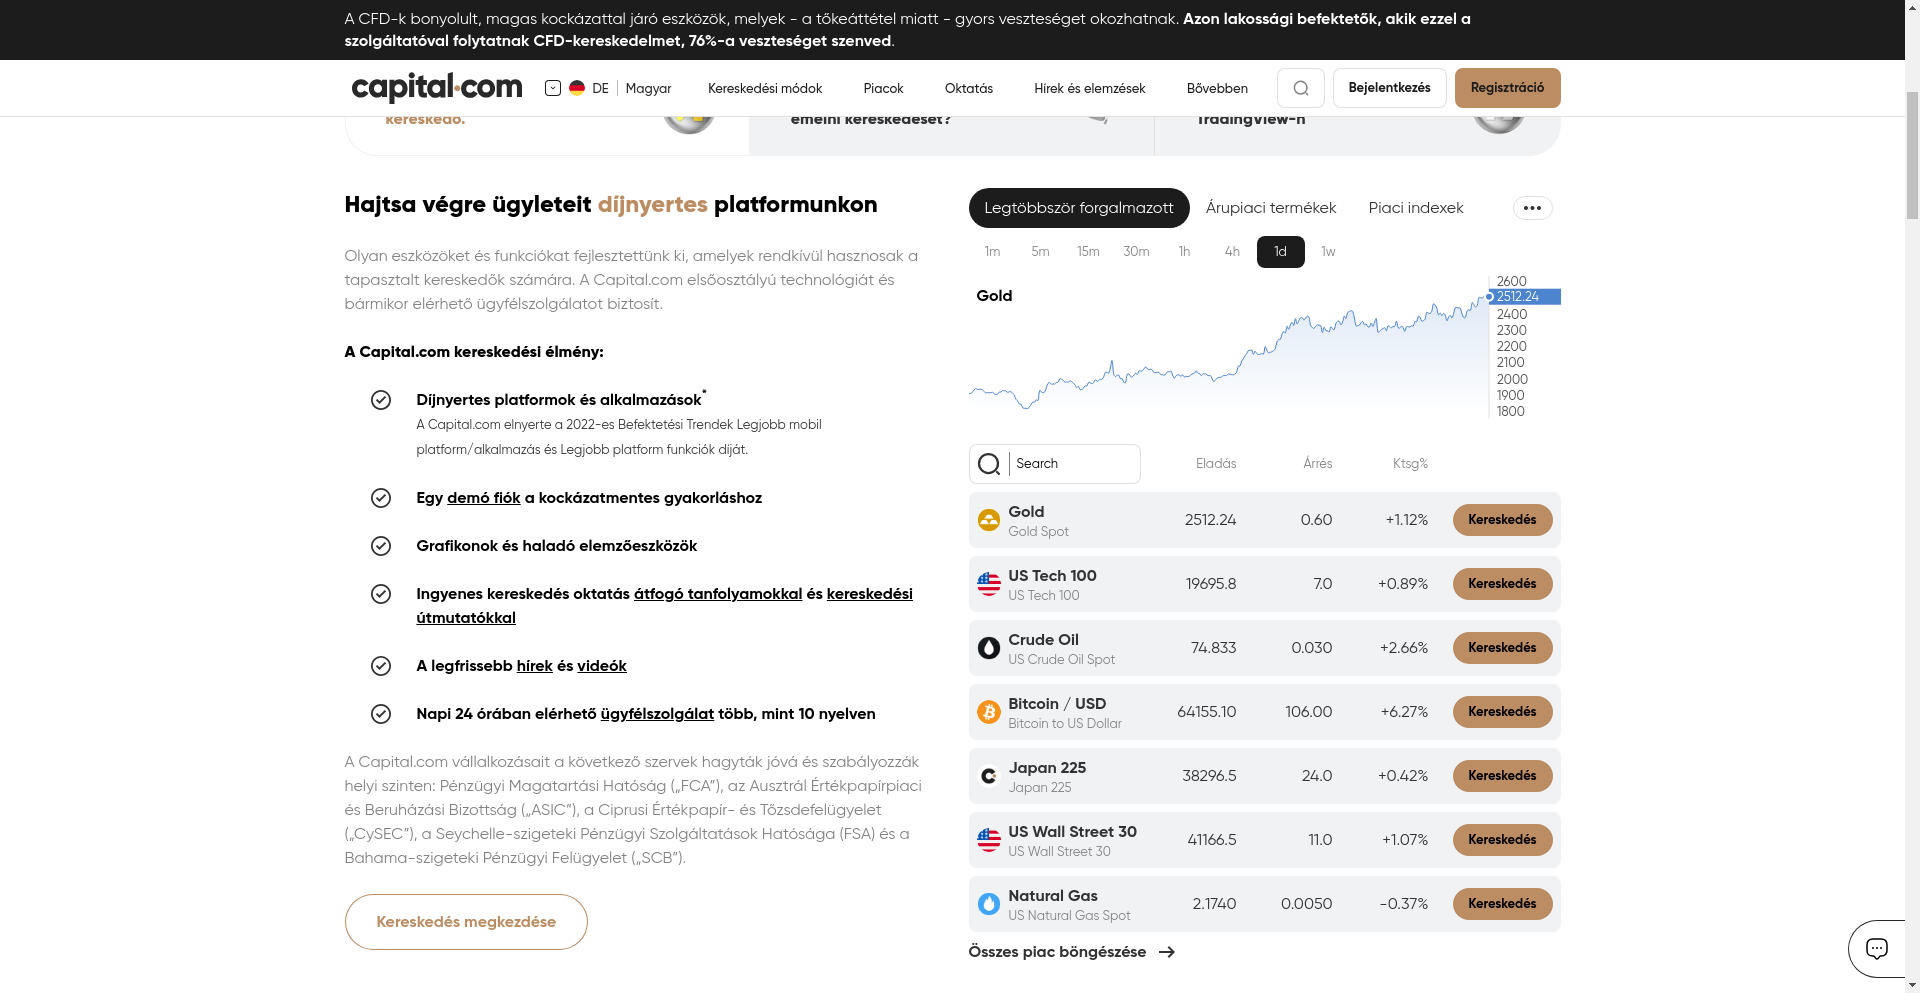 A CFD-k bonyolult, magas kockázattal járó eszközök, melyek - a tőkeáttétel miatt - gyors veszteséget okozhatnak. Azon lakossági befektetők, akik ezzel a
szolgáltatóval folytatnak CFD-kereskedelmet, 76%-a veszteséget szenved.
capital.com
DE
Magyar
Kereskedési módok
Piacok
Oktatás
Hírek és elemzések
Bővebben
Bejelentkezés
Regisztráció
kereskedő.
emelni kereskedését?
TradingView-n
Hajtsa végre ügyleteit díjnyertes platformunkon
Olyan eszközöket és funkciókat fejlesztettünk ki, amelyek rendkívül hasznosak a
tapasztalt kereskedők számára. A Capital.com elsőosztályú technológiát és
bármikor elérhető ügyfélszolgálatot biztosít.
A Capital.com kereskedési élmény:
Díjnyertes platformok és alkalmazások*
A Capital.com elnyerte a 2022-es Befektetési Trendek Legjobb mobil
platform/alkalmazás és Legjobb platform funkciók díját.
Egy demó fiók a kockázatmentes gyakorláshoz
Grafikonok és haladó elemzőeszközök
Ingyenes kereskedés oktatás átfogó tanfolyamokkal és kereskedési
útmutatókkal
A legfrissebb hírek és videók
Napi 24 órában elérhető ügyfélszolgálat több, mint 10 nyelven
A Capital.com vállalkozásait a következő szervek hagyták jóvá és szabályozzák
helyi szinten: Pénzügyi Magatartási Hatóság („FCA”), az Ausztrál Értékpapírpiaci
és Beruházási Bizottság („ASIC”), a Ciprusi Értékpapír- és Tőzsdefelügyelet
(„CySEC”), a Seychelle-szigeteki Pénzügyi Szolgáltatások Hatósága (FSA) és a
Bahama-szigeteki Pénzügyi Felügyelet („SCB”).
Kereskedés megkezdése
Legtöbbször forgalmazott
Árupiaci termékek
Piaci indexek
1m 5m 15m 30m 1h 4h 1d 1w
Gold
2600
2512.24
2400
2300
2200
2100
2000
1900
1800
Search
Eladás Árrés Ktsg%
Gold
Gold Spot
2512.24 0.60 +1.12% Kereskedés
US Tech 100
US Tech 100
19695.8 7.0 +0.89% Kereskedés
Crude Oil
US Crude Oil Spot
74.833 0.030 +2.66% Kereskedés
Bitcoin / USD
Bitcoin to US Dollar
64155.10 106.00 +6.27% Kereskedés
Japan 225
Japan 225
38296.5 24.0 +0.42% Kereskedés
US Wall Street 30
US Wall Street 30
41166.5 11.0 +1.07% Kereskedés
Natural Gas
US Natural Gas Spot
2.1740 0.0050 -0.37% Kereskedés
Összes piac böngészése